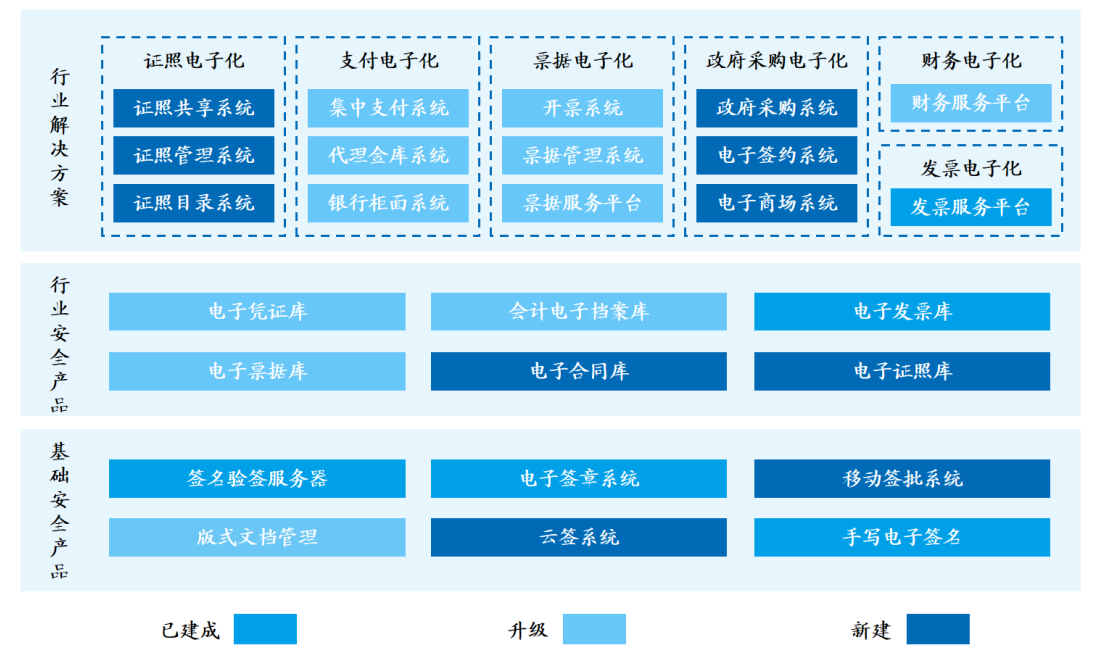 行业解决方案
证照电子化
证照共享系统
证照管理系统
证照目录系统
支付电子化
集中支付系统
代理金库系统
银行柜面系统
票据电子化
开票系统
票据管理系统
票据服务平台
政府采购电子化
政府采购系统
电子签约系统
电子商场系统
财务电子化
财务服务平台
发票电子化
发票服务平台
行业安全产品
电子凭证库
会计电子档案库
电子发票库
电子票据库
电子合同库
电子证照库
基础安全产品
签名验签服务器
电子签章系统
移动签批系统
版式文档管理
云签系统
手写电子签名
已建成
升级
新建